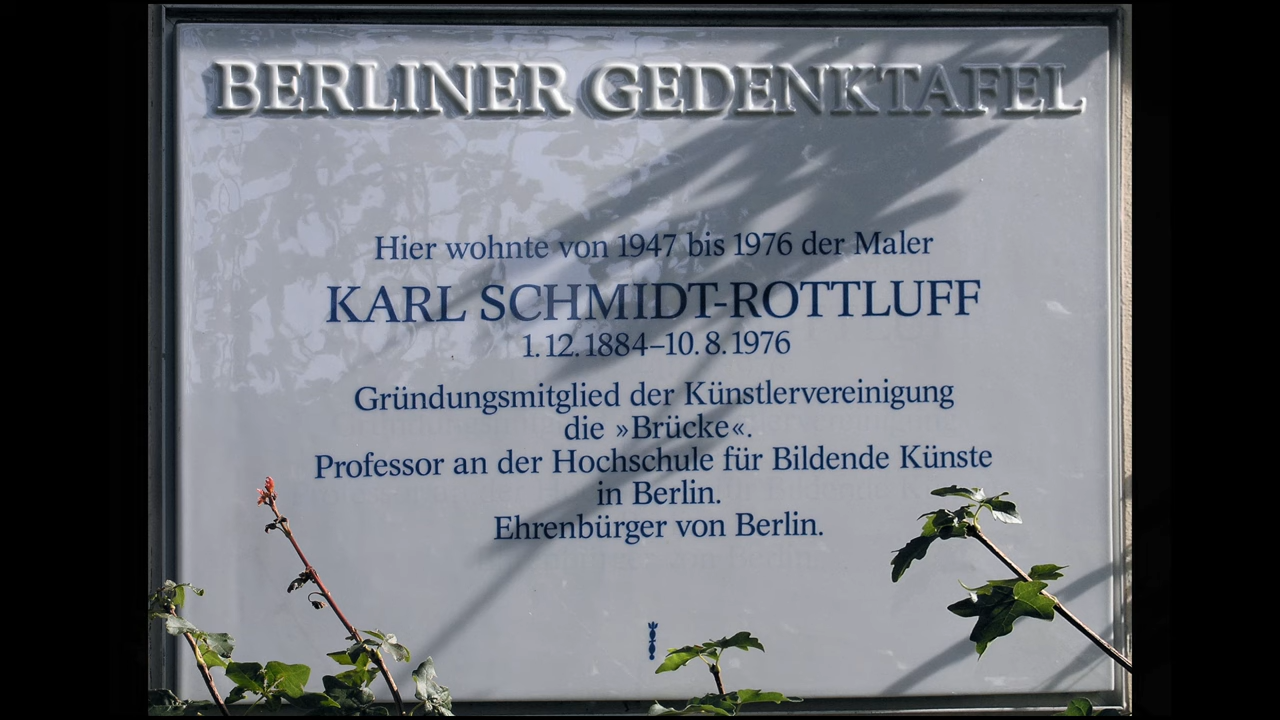 BERLINER GEDENKTAFEL
Hier wohnte von 1947 bis 1976 der Maler
KARL SCHMIDT-ROTTLUFF
1.12.1884–10.8.1976
Gründungsmitglied der Künstlervereinigung
die »Brücke«.
Professor an der Hochschule für Bildende Künste
in Berlin.
Ehrenbürger von Berlin.